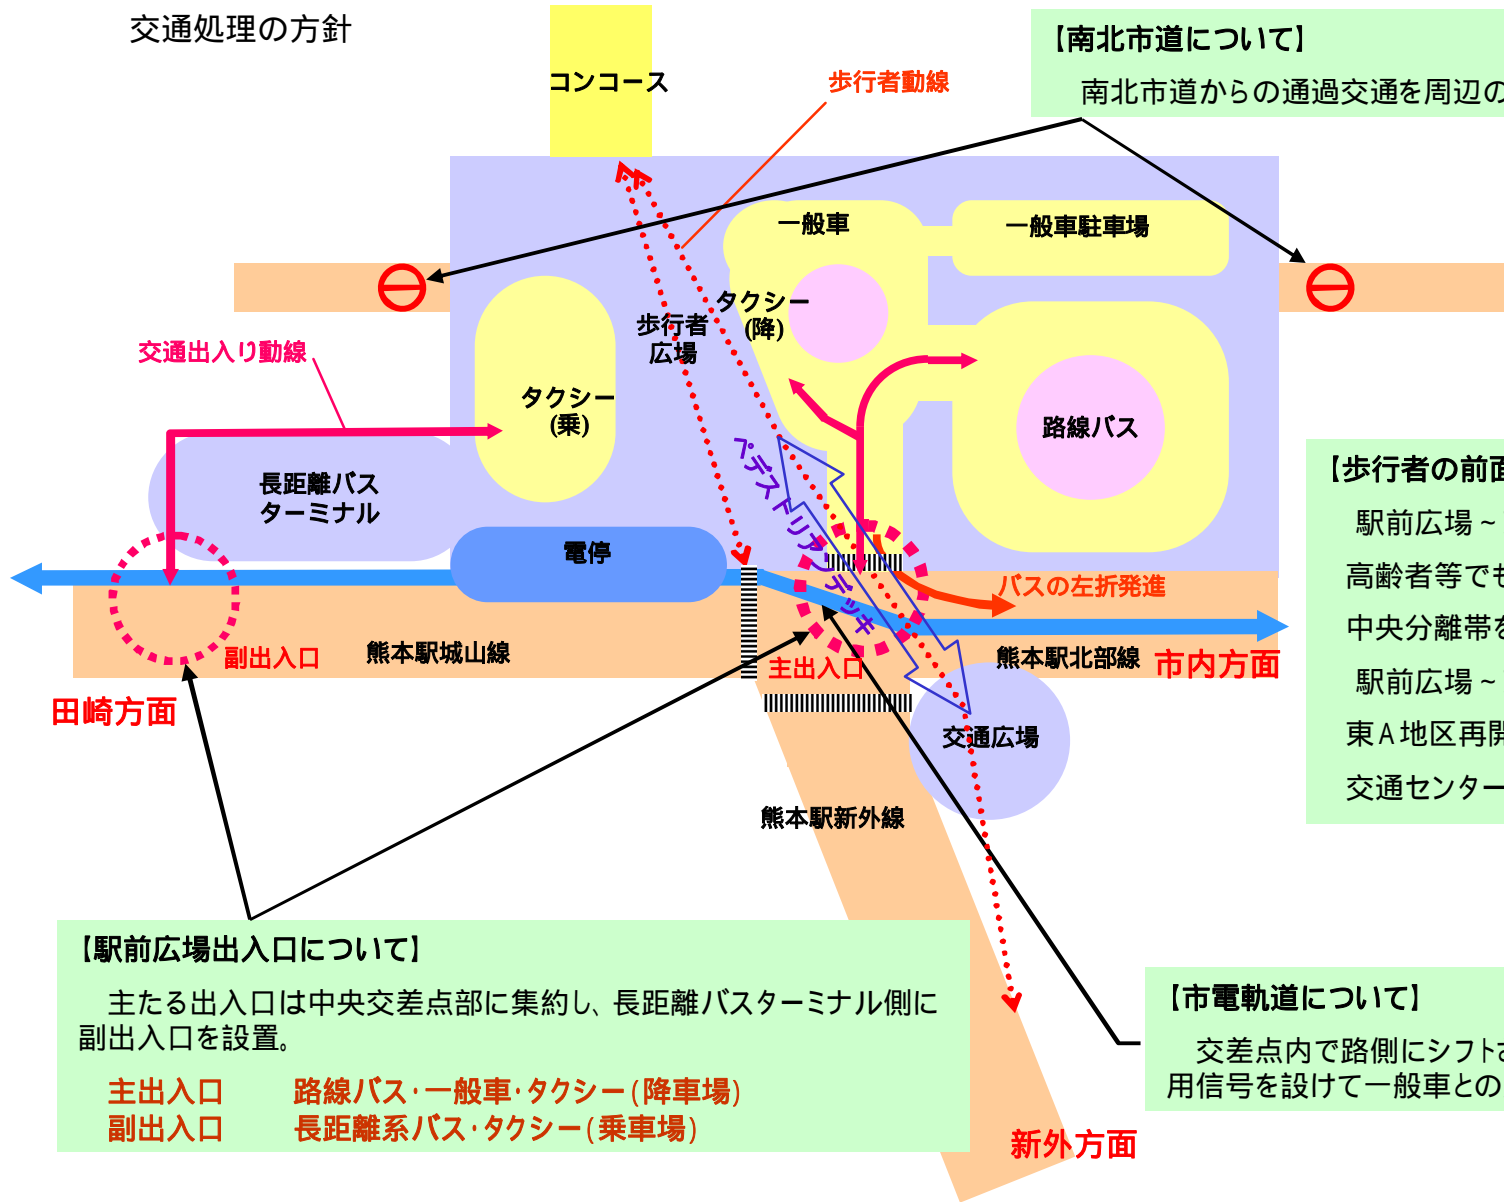 交通処理の方針
コンコース
歩行者動線
【南北市道について】
南北市道からの通過交通を周辺の
一般車
一般車駐車場
タクシー
(降)
歩行者
広場
交通出入り動線
タクシー
(乗)
路線バス
ペデストリアンデッキ
長距離バス
ターミナル
電停
【歩行者の前面
駅前広場~
高齢者等でも
中央分離帯を
駅前広場~
東A地区再開
交通センター
バスの左折発進
副出入口
熊本駅城山線
主出入口
熊本駅北部線
市内方面
田崎方面
交通広場
熊本駅新外線
【駅前広場出入口について】
主たる出入口は中央交差点部に集約し、長距離バスターミナル側に
副出入口を設置。
主出入口 路線バス・一般車・タクシー(降車場)
副出入口 長距離系バス・タクシー(乗車場)
【市電軌道について】
交差点内で路側にシフトさ
用信号を設けて一般車との
新外方面